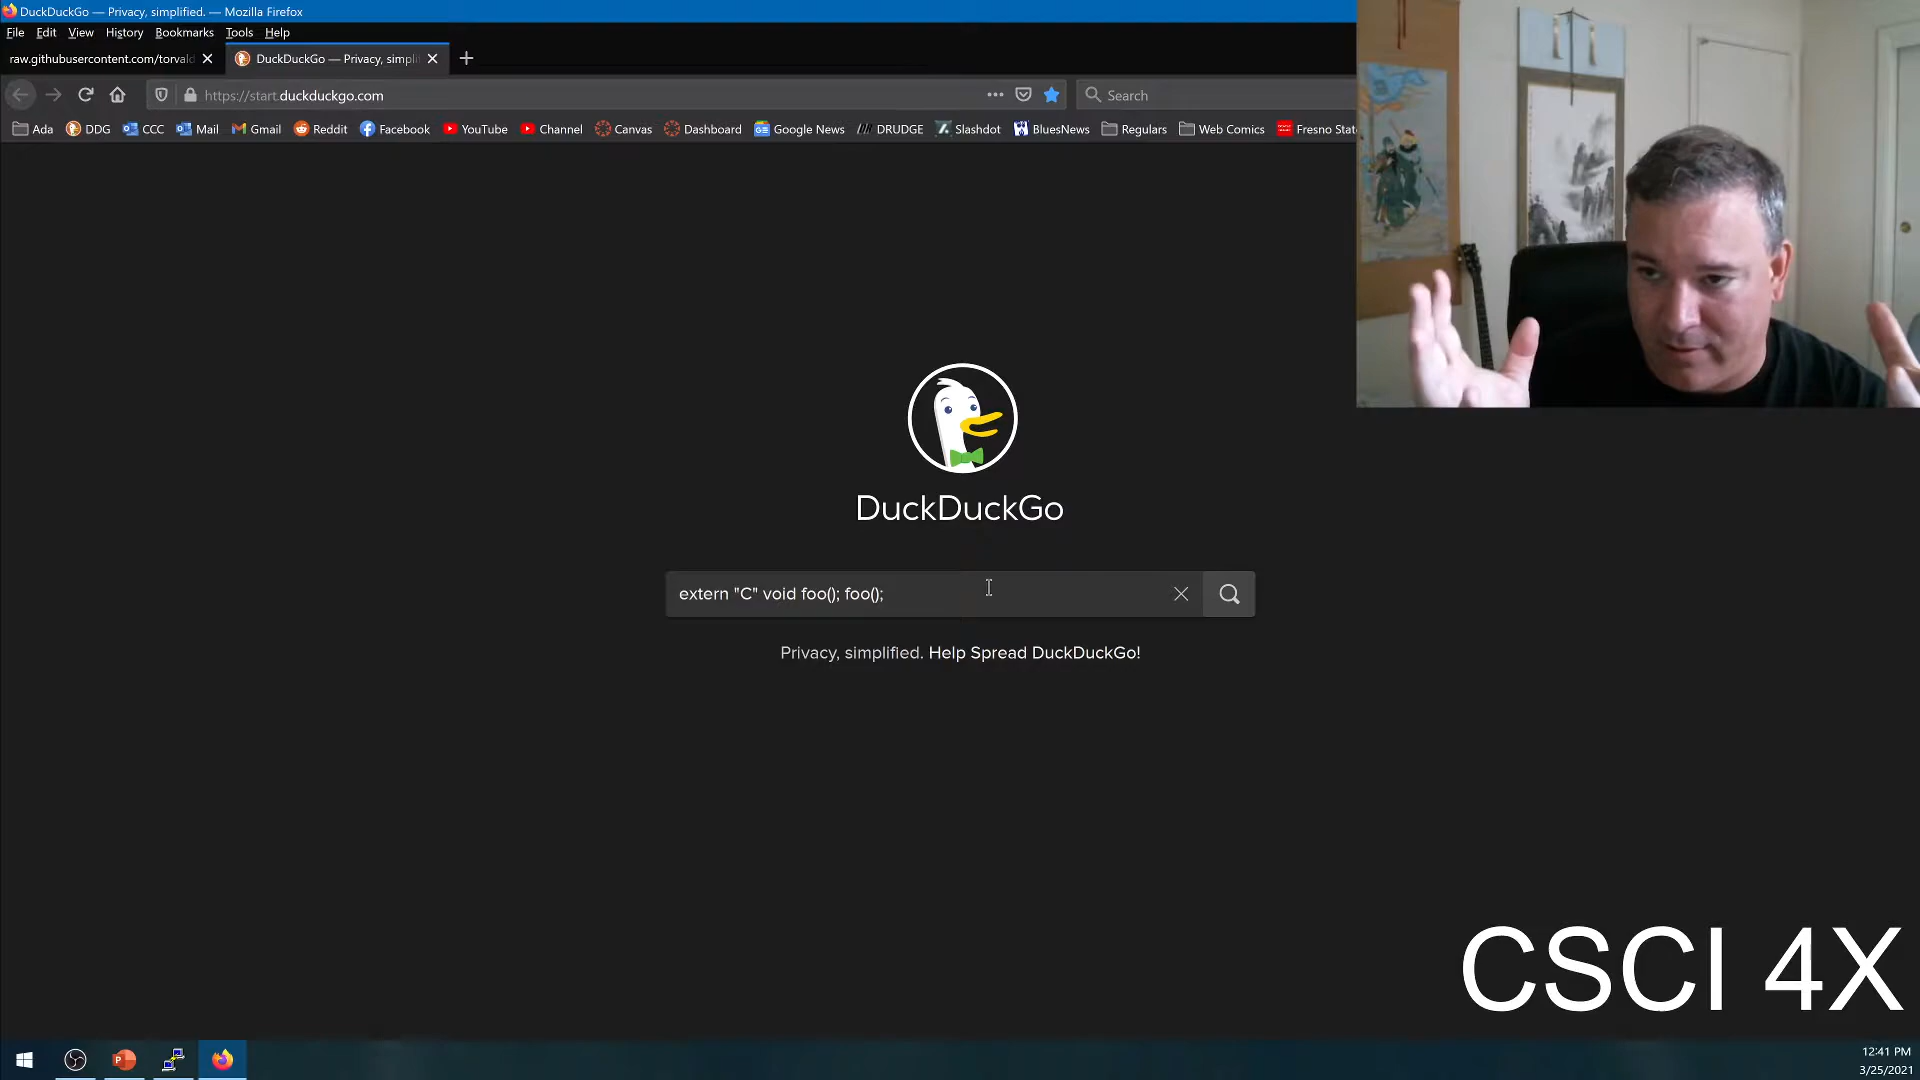 DuckDuckGo — Privacy, simplified. — Mozilla Firefox
File Edit View History Bookmarks Tools Help
raw.githubusercontent.com/torvald
DuckDuckGo — Privacy, simpli
https://start.duckduckgo.com
Search
Ada DDG CCC Mail Gmail Reddit Facebook YouTube Channel Canvas Dashboard Google News DRUDGE Slashdot BluesNews Regulars Web Comics Fresno Stat
DuckDuckGo
extern "C" void foo(); foo();
Privacy, simplified. Help Spread DuckDuckGo!
CSCI 4X
12:41 PM
3/25/2021